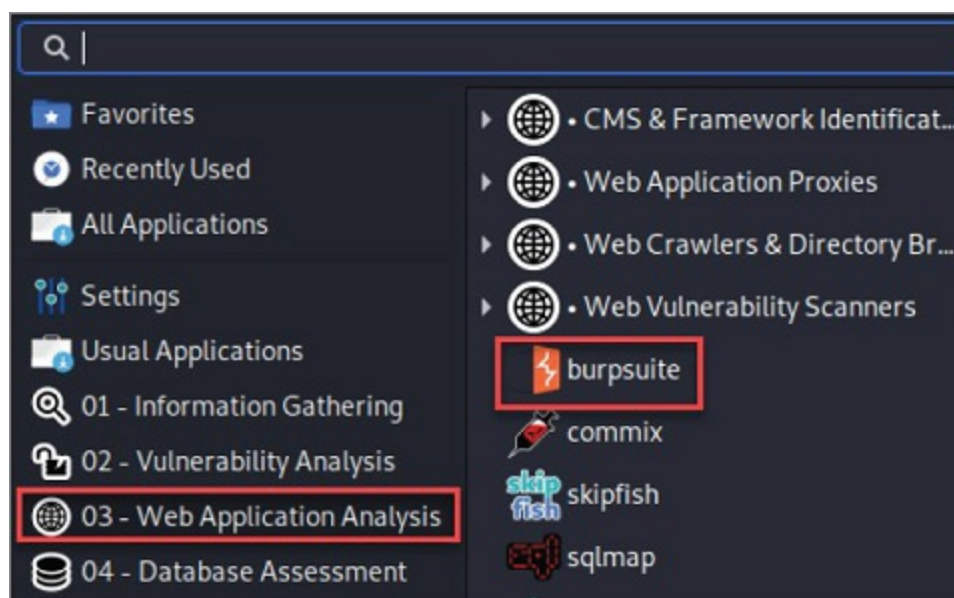 Favorites
Recently Used
All Applications
Settings
Usual Applications
01 - Information Gathering
02 - Vulnerability Analysis
03 - Web Application Analysis
04 - Database Assessment
• CMS & Framework Identificat...
• Web Application Proxies
• Web Crawlers & Directory Br...
• Web Vulnerability Scanners
burpsuite
commix
skip
fish
skipfish
sqlmap